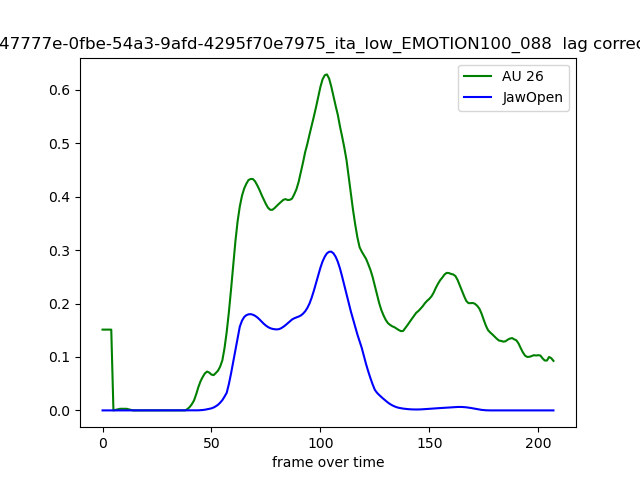 47777e-0fbe-54a3-9afd-4295f70e7975_ita_low_EMOTION100_088 lag correc
AU 26
JawOpen
0.6
0.5
0.4
0.3
0.2
0.1
0.0
0 50 100 150 200
frame over time